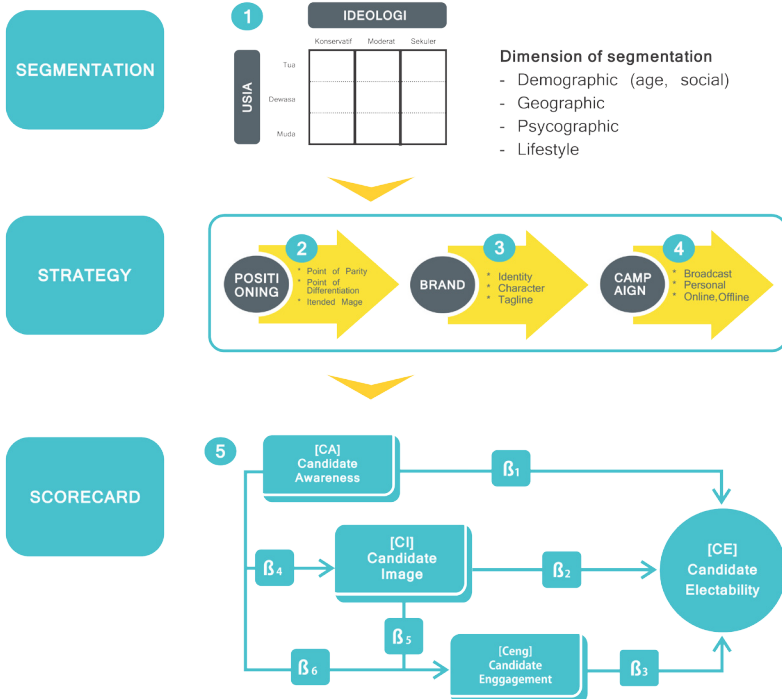 SEGMENTATION
1
IDEOLOGI
Konservatif Moderat Sekuler
USIA
Tua
Dewasa
Muda
Dimension of segmentation
- Demographic (age, social)
- Geographic
- Psycographic
- Lifestyle
STRATEGY
2
POSITI
ONING
* Point of Parity
* Point of
Differentiation
* Itended Mage
3
BRAND
* Identity
* Character
* Tagline
4
CAMP
AIGN
* Broadcast
* Personal
* Online,Offline
SCORECARD
5
[CA]
Candidate
Awareness
ß1
[CI]
Candidate
Image
ß4
ß2
[CE]
Candidate
Electability
ß5
ß6
[Ceng]
Candidate
Enggagement
ß3